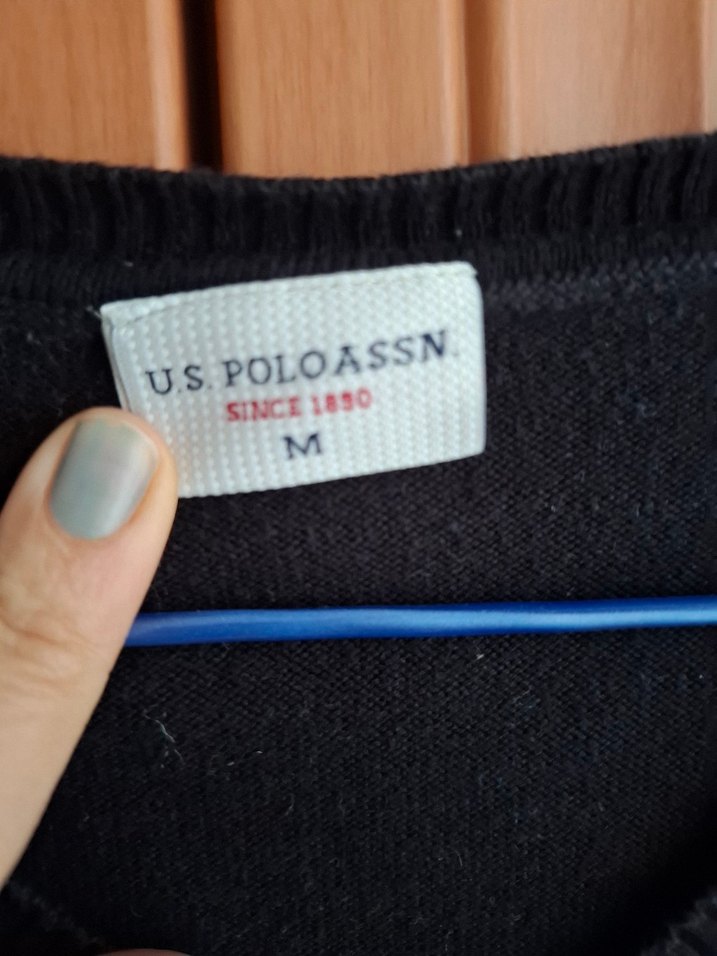 U.S. POLO ASSN.
SINCE 1890
M